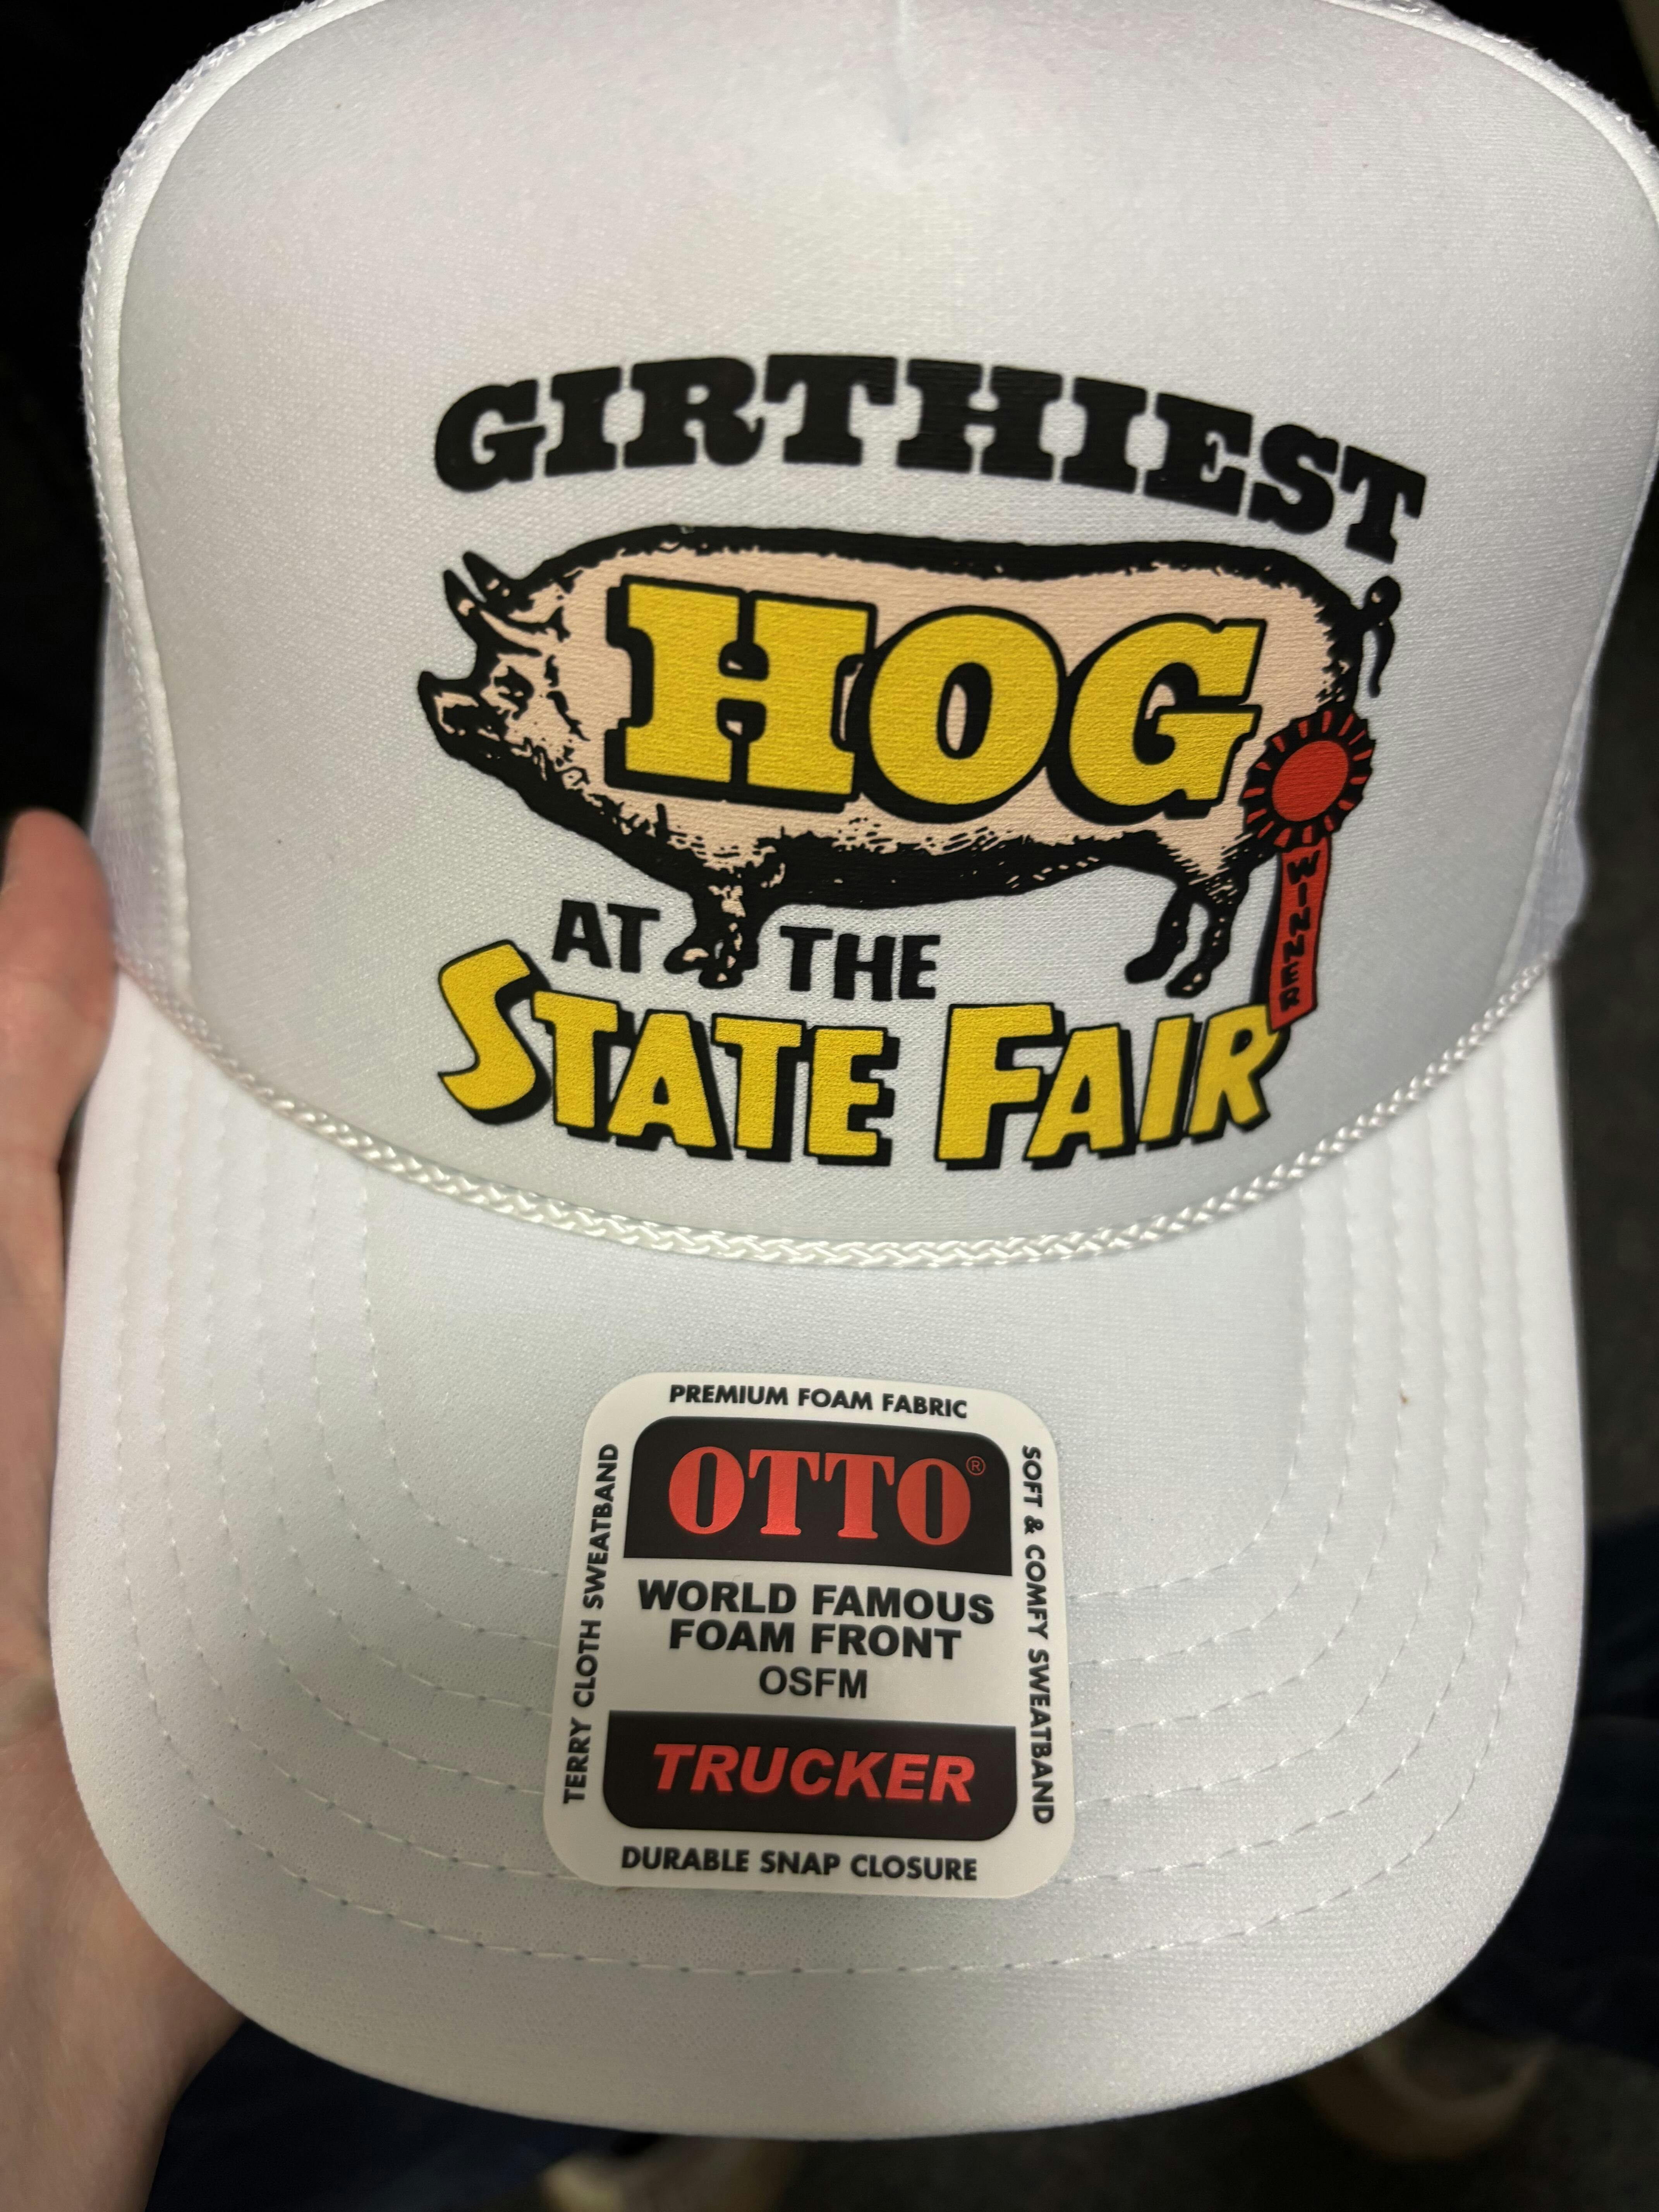 GIRTHIEST
HOG
WINNER
AT THE
STATE FAIR
PREMIUM FOAM FABRIC
OTTO®
WORLD FAMOUS
FOAM FRONT
OSFM
TRUCKER
TERRY CLOTH SWEATBAND
SOFT & COMFY SWEATBAND
DURABLE SNAP CLOSURE